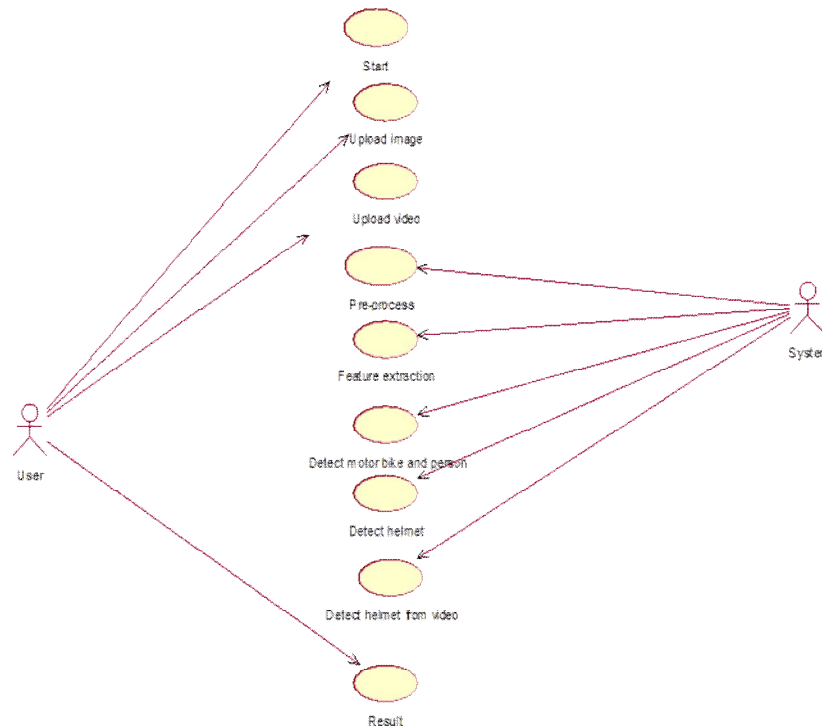 Start
Upload image
Upload video
Pre-process
Feature extraction
Detect motor bike and person
Detect helmet
Detect helmet from video
Result
User
System